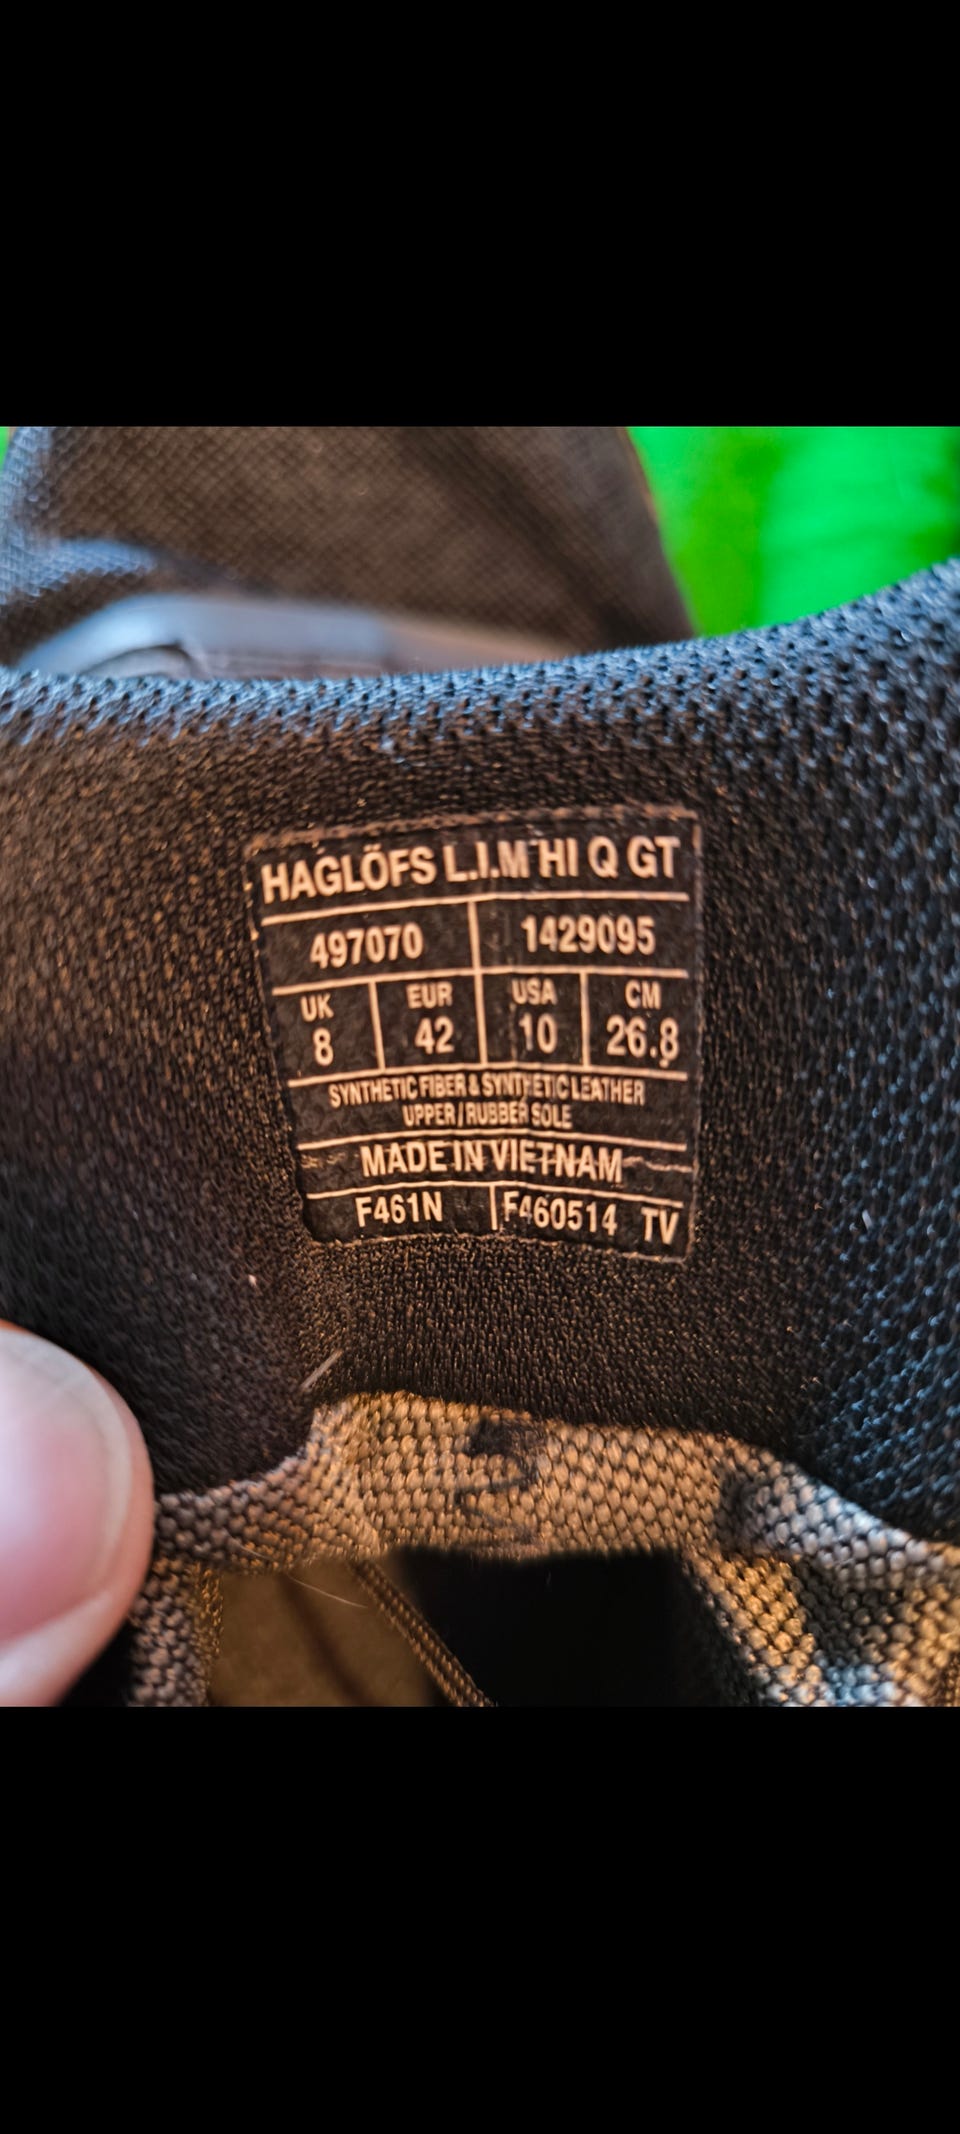 HAGLÖFS L.I.M HI Q GT
497070 1429095
UK EUR USA CM
8 42 10 26.8
SYNTHETIC FIBER & SYNTHETIC LEATHER
UPPER / RUBBER SOLE
MADE IN VIETNAM
F461N F460514 TV